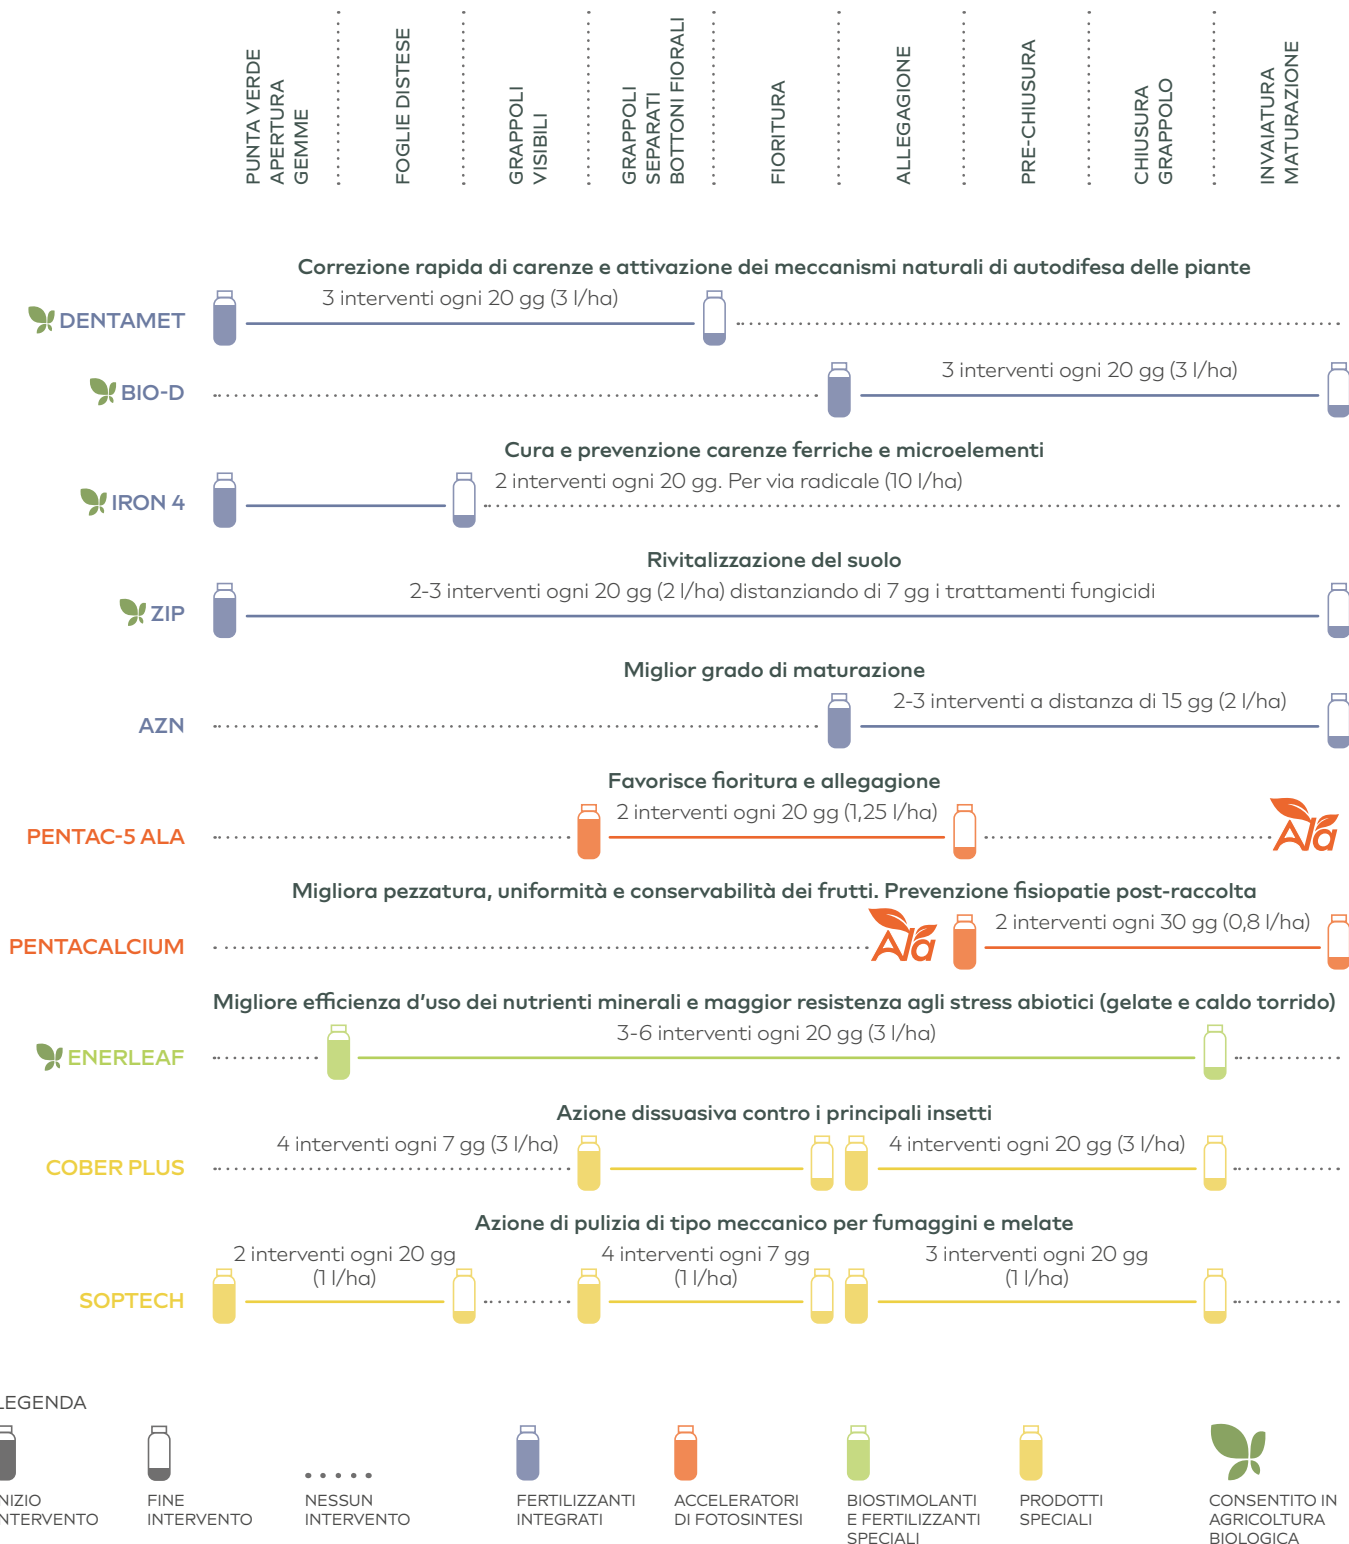 PUNTA VERDE
APERTURA
GEMME
FOGLIE DISTESE
GRAPPOLI
VISIBILI
GRAPPOLI
SEPARATI
BOTTONI FIORALI
FIORITURA
ALLEGAGIONE
PRE-CHIUSURA
CHIUSURA
GRAPPOLO
INVAIATURA
MATURAZIONE
Correzione rapida di carenze e attivazione dei meccanismi naturali di autodifesa delle piante
3 interventi ogni 20 gg (3 l/ha)
DENTAMET
3 interventi ogni 20 gg (3 l/ha)
BIO-D
Cura e prevenzione carenze ferriche e microelementi
2 interventi ogni 20 gg. Per via radicale (10 l/ha)
IRON 4
Rivitalizzazione del suolo
2-3 interventi ogni 20 gg (2 l/ha) distanziando di 7 gg i trattamenti fungicidi
ZIP
Miglior grado di maturazione
2-3 interventi a distanza di 15 gg (2 l/ha)
AZN
Favorisce fioritura e allegagione
2 interventi ogni 20 gg (1,25 l/ha)
PENTAC-5 ALA
Ala
Migliora pezzatura, uniformità e conservabilità dei frutti. Prevenzione fisiopatie post-raccolta
2 interventi ogni 30 gg (0,8 l/ha)
PENTACALCIUM
Ala
Migliore efficienza d'uso dei nutrienti minerali e maggior resistenza agli stress abiotici (gelate e caldo torrido)
3-6 interventi ogni 20 gg (3 l/ha)
ENERLEAF
Azione dissuasiva contro i principali insetti
4 interventi ogni 7 gg (3 l/ha)
4 interventi ogni 20 gg (3 l/ha)
COBER PLUS
Azione di pulizia di tipo meccanico per fumaggini e melate
2 interventi ogni 20 gg
(1 l/ha)
4 interventi ogni 7 gg
(1 l/ha)
3 interventi ogni 20 gg
(1 l/ha)
SOPTECH
LEGENDA
NIZIO
NTERVENTO
FINE
INTERVENTO
NESSUN
INTERVENTO
FERTILIZZANTI
INTEGRATI
ACCELERATORI
DI FOTOSINTESI
BIOSTIMOLANTI
E FERTILIZZANTI
SPECIALI
PRODOTTI
SPECIALI
CONSENTITO IN
AGRICOLTURA
BIOLOGICA